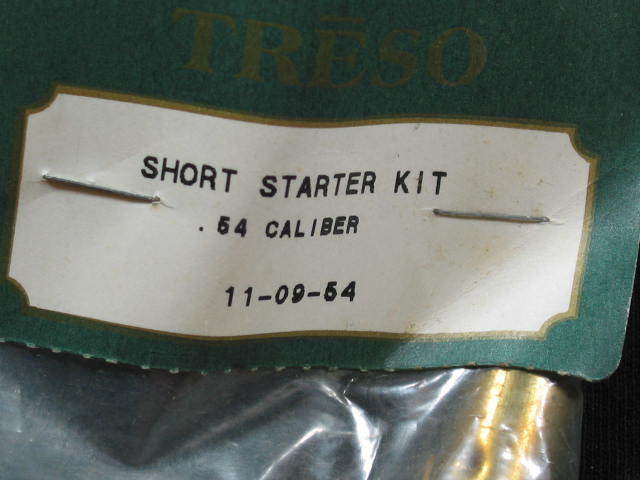 TRĒSO
SHORT STARTER KIT
.54 CALIBER
11-09-54